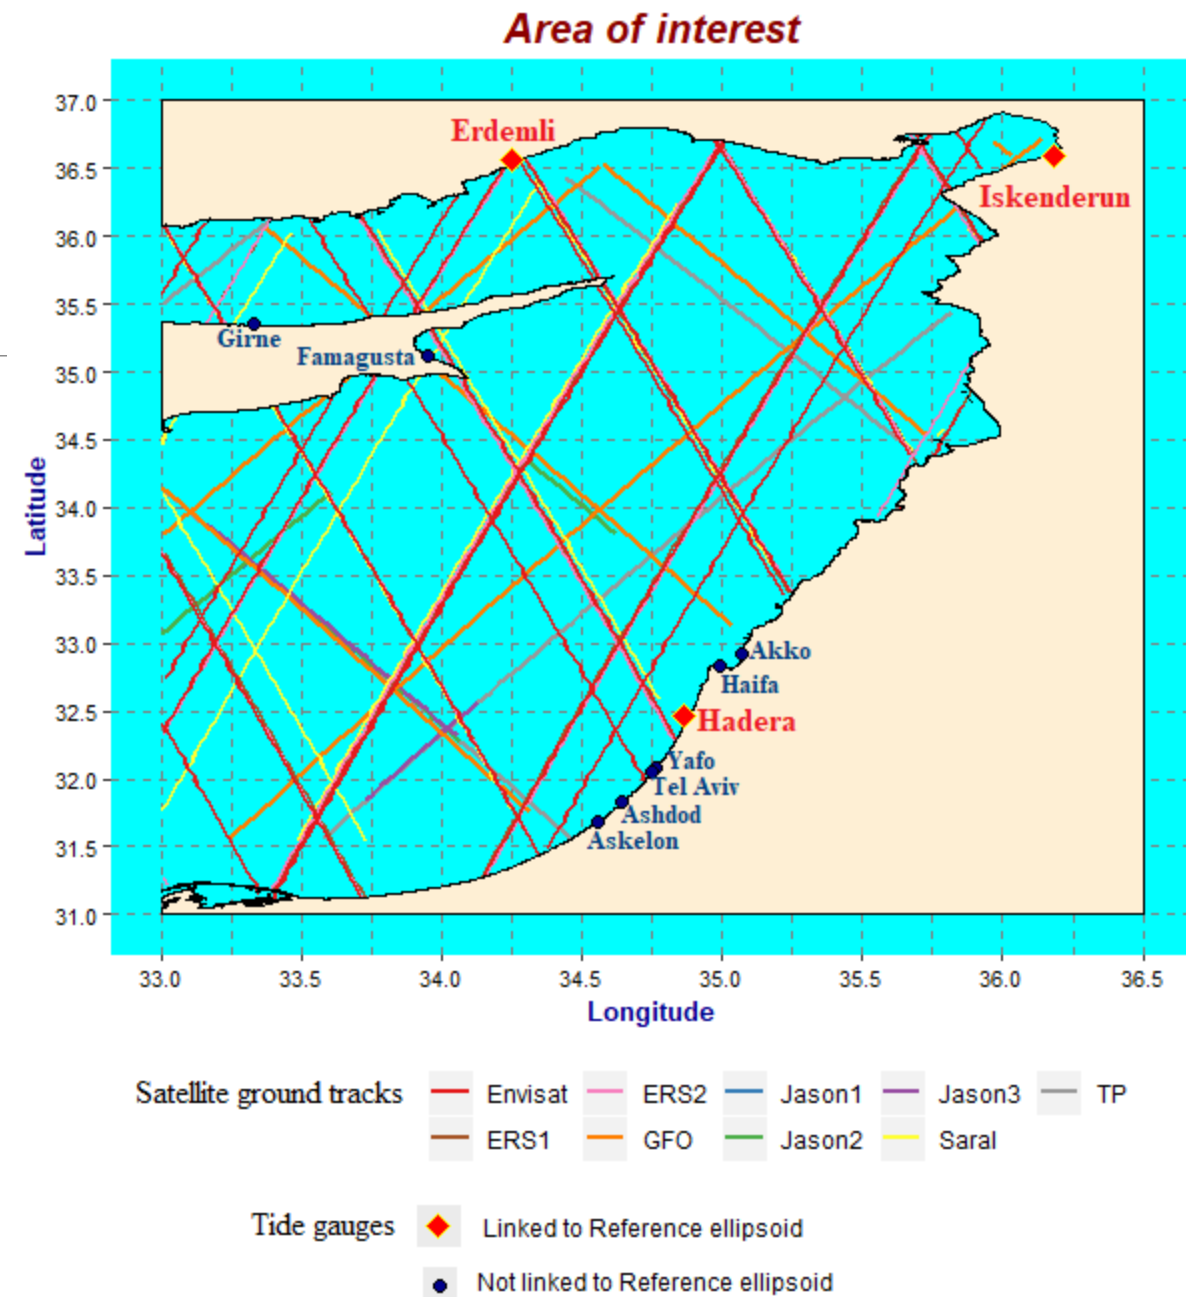 Area of interest
37.0
36.5
36.0
35.5
35.0
34.5
34.0
33.5
33.0
32.5
32.0
31.5
31.0
Latitude
Erdemli
Iskenderun
Girne
Famagusta
Akko
Haifa
Hadera
Yafo
Tel Aviv
Ashdod
Askelon
33.0 33.5 34.0 34.5 35.0 35.5 36.0 36.5
Longitude
Satellite ground tracks Envisat ERS2 Jason1 Jason3 TP
ERS1 GFO Jason2 Saral
Tide gauges Linked to Reference ellipsoid
Not linked to Reference ellipsoid